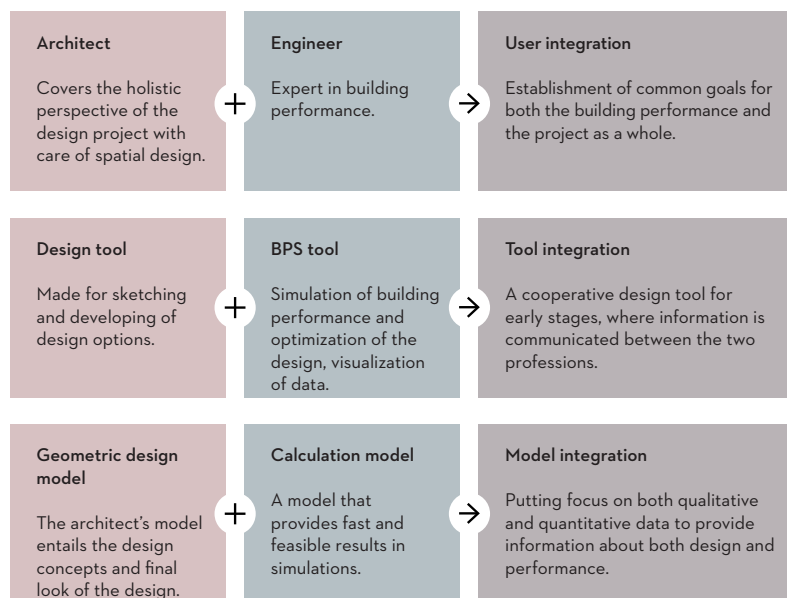 Architect
Covers the holistic
perspective of the
design project with
care of spatial design.
+
Engineer
Expert in building
performance.
→
User integration
Establishment of common goals for
both the building performance and
the project as a whole.
Design tool
Made for sketching
and developing of
design options.
+
BPS tool
Simulation of building
performance and
optimization of the
design, visualization
of data.
→
Tool integration
A cooperative design tool for
early stages, where information is
communicated between the two
professions.
Geometric design
model
The architect's model
entails the design
concepts and final
look of the design.
+
Calculation model
A model that
provides fast and
feasible results in
simulations.
→
Model integration
Putting focus on both qualitative
and quantitative data to provide
information about both design and
performance.